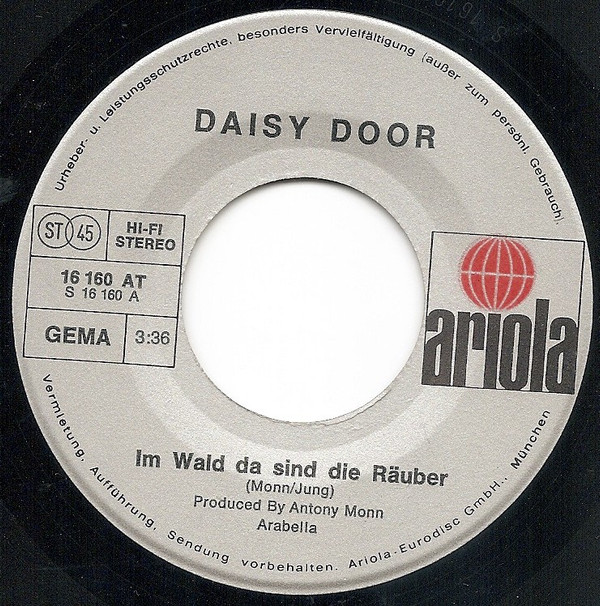 Urheber- u. Leistungsschutzrechte, besonders Vervielfältigung (außer zum persönl. Gebrauch).
DAISY DOOR
ST 45
HI-FI
STEREO
16 160 AT
S 16 160 A
GEMA 3:36
ariola
Im Wald da sind die Räuber
(Monn/Jung)
Produced By Antony Monn
Arabella
Vermietung, Aufführung, Sendung vorbehalten. Ariola-Eurodisc GmbH., München